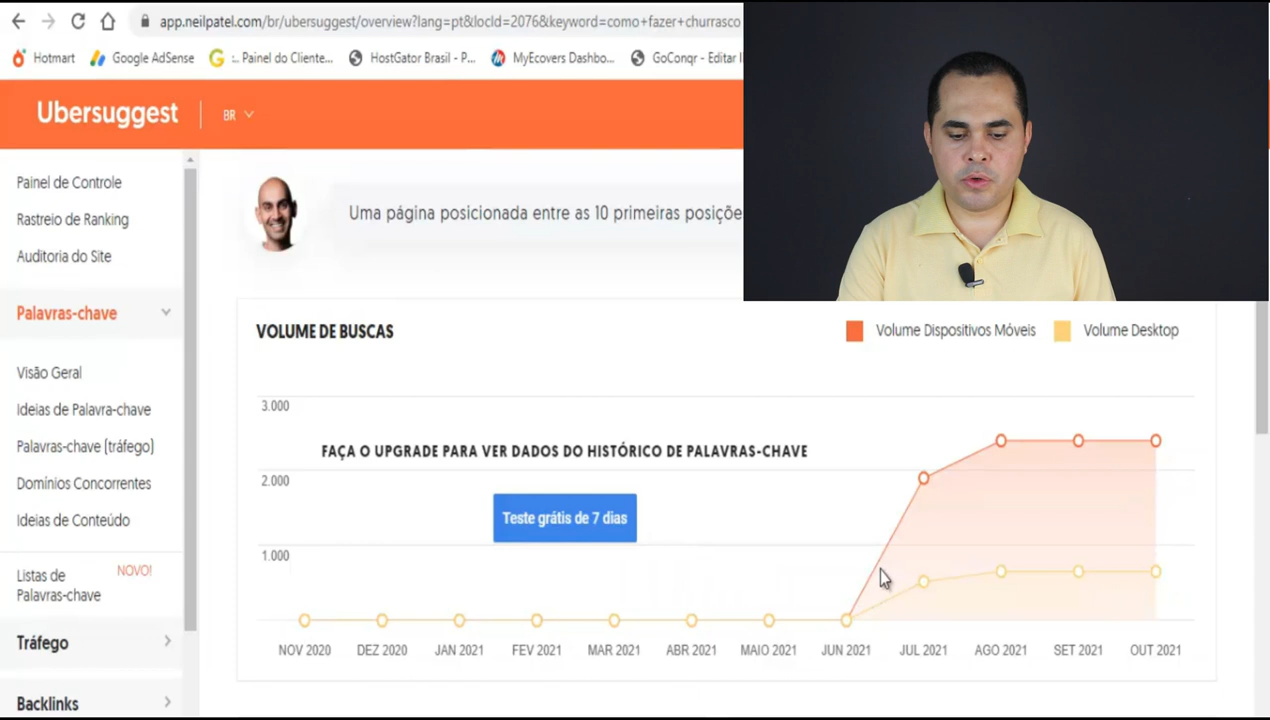 app.neilpatel.com/br/ubersuggest/overview?lang=pt&locId=2076&keyword=como+fazer+churrasco
Hotmart
Google AdSense
:. Painel do Cliente...
HostGator Brasil - P...
MyEcovers Dashbo...
GoConqr - Editar
Ubersuggest
BR
Painel de Controle
Rastreio de Ranking
Auditoria do Site
Palavras-chave
Visão Geral
Ideias de Palavra-chave
Palavras-chave (tráfego)
Domínios Concorrentes
Ideias de Conteúdo
Listas de
Palavras-chave
NOVO!
Tráfego
Backlinks
Uma página posicionada entre as 10 primeiras posiçõe
VOLUME DE BUSCAS
Volume Dispositivos Móveis
Volume Desktop
3.000
FAÇA O UPGRADE PARA VER DADOS DO HISTÓRICO DE PALAVRAS-CHAVE
2.000
Teste grátis de 7 dias
1.000
NOV 2020
DEZ 2020
JAN 2021
FEV 2021
MAR 2021
ABR 2021
MAIO 2021
JUN 2021
JUL 2021
AGO 2021
SET 2021
OUT 2021